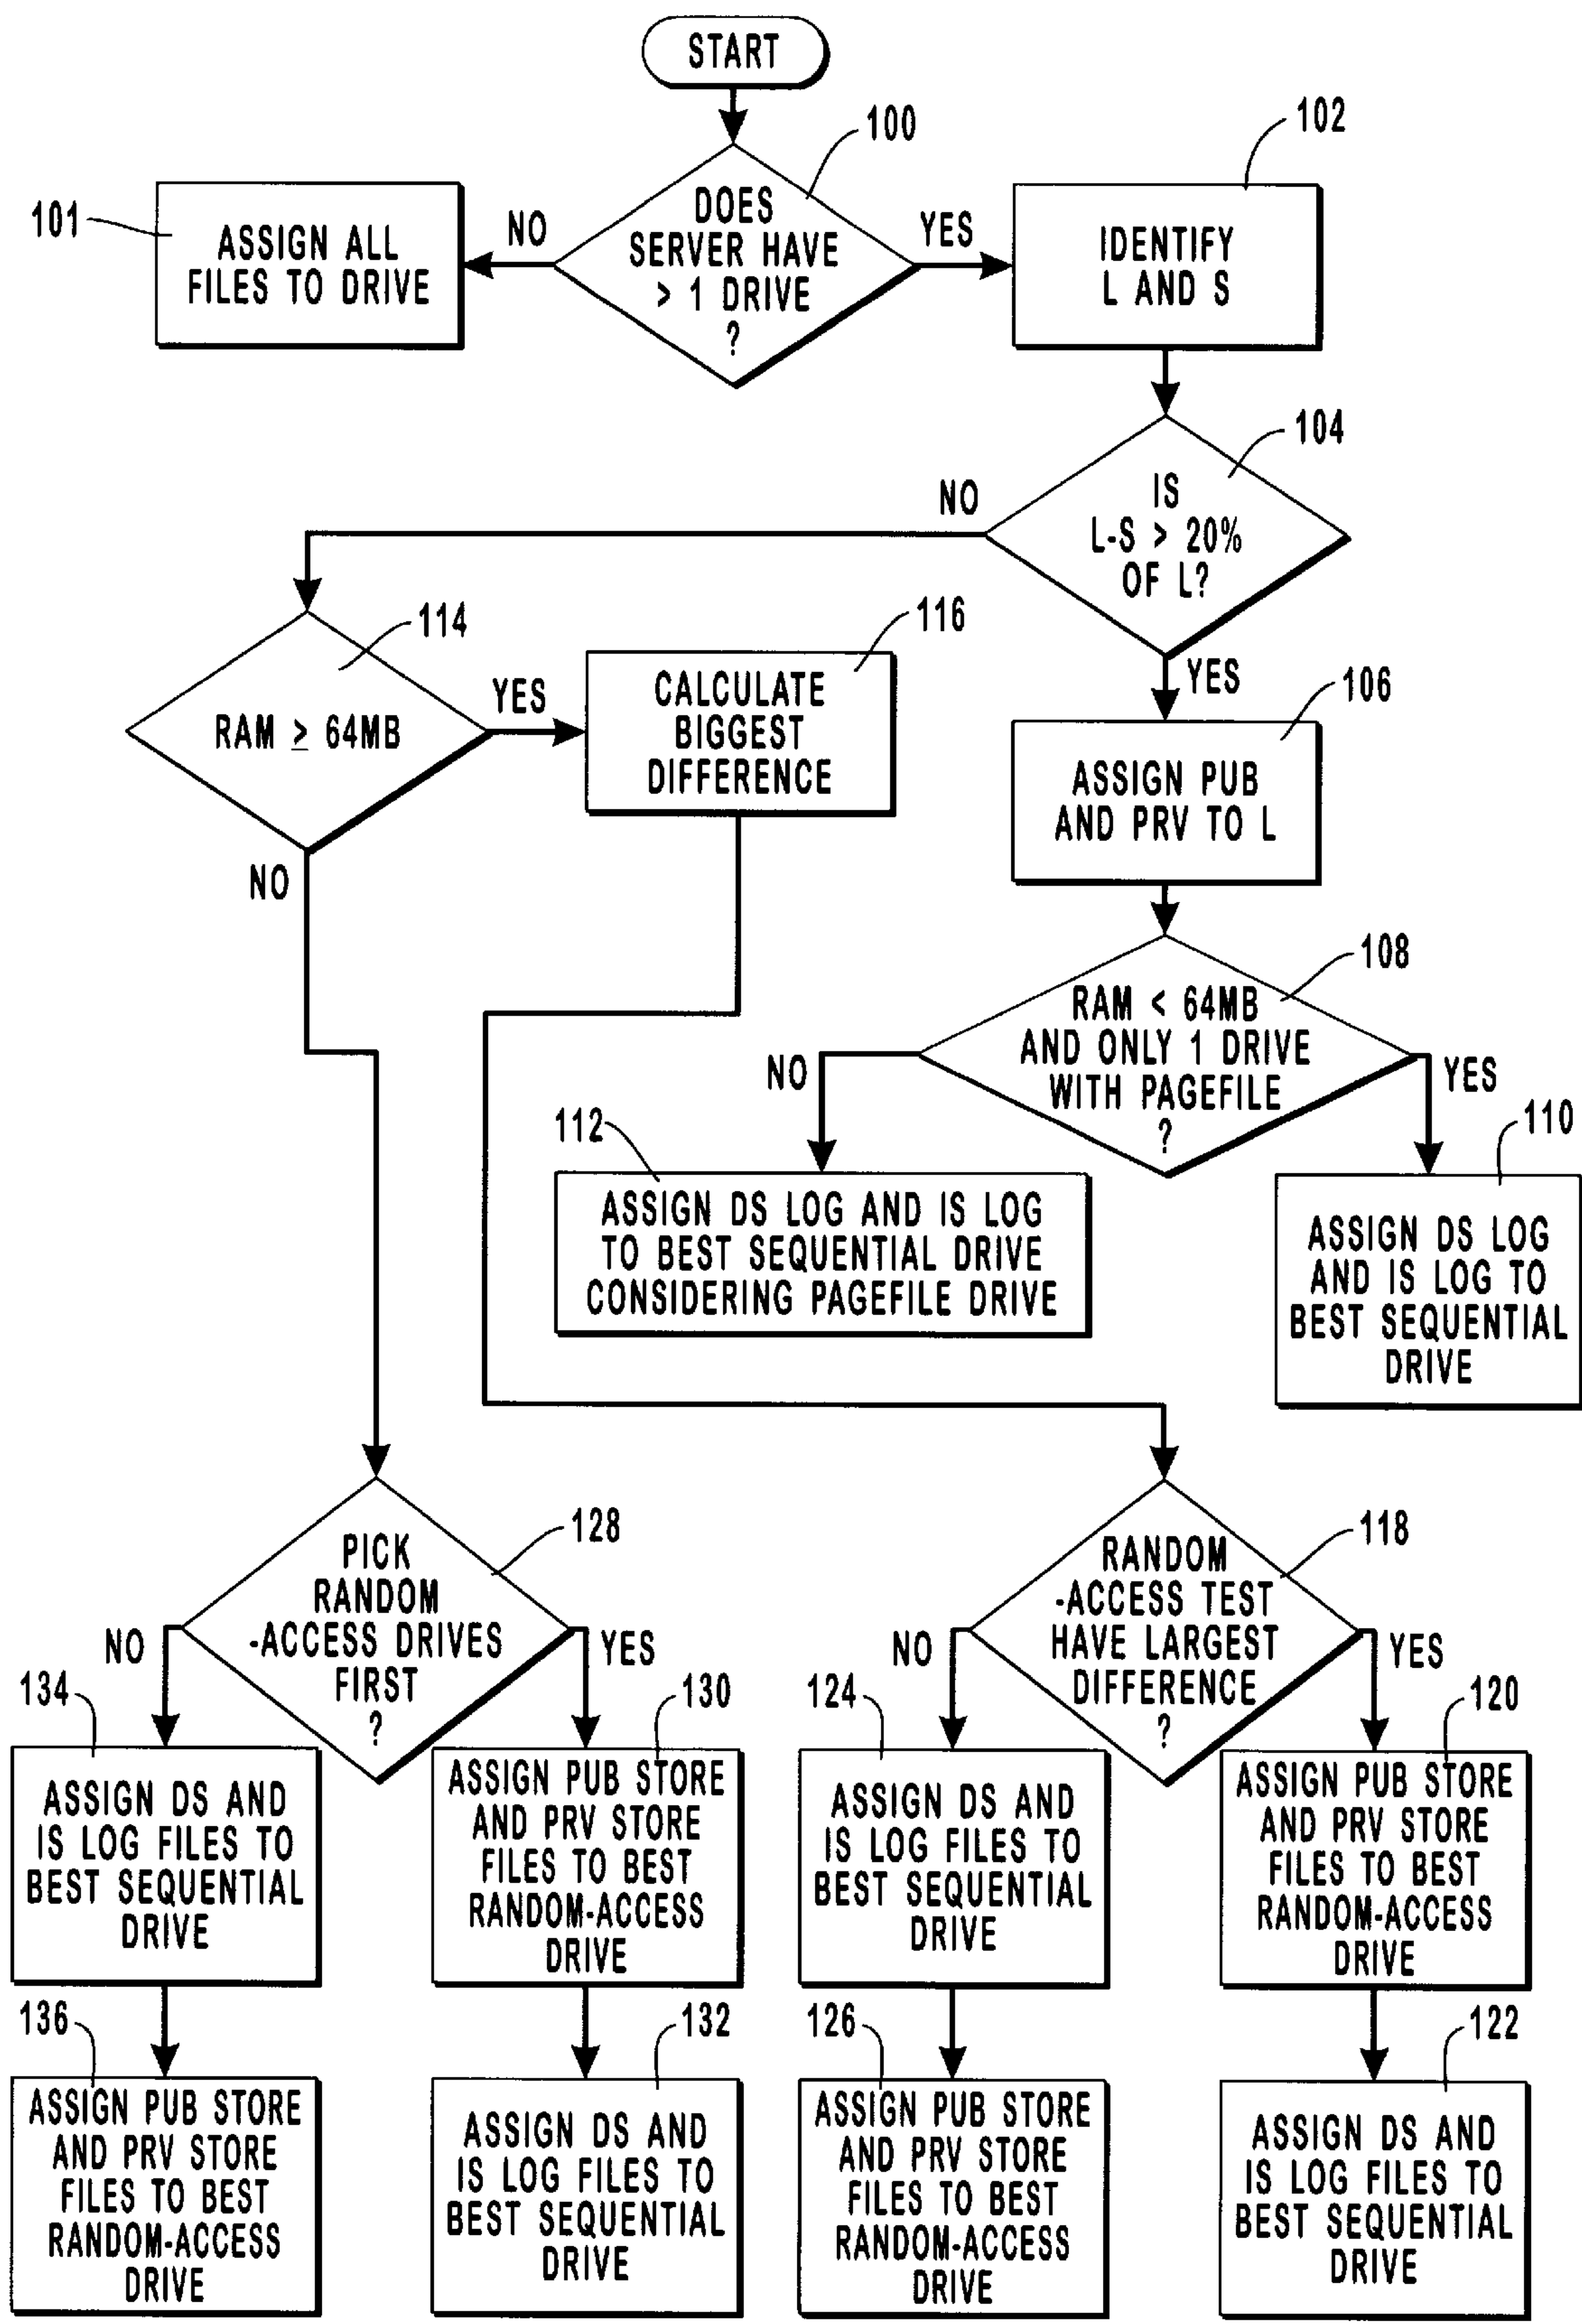 START
100
102
101
ASSIGN ALL
FILES TO DRIVE
NO
DOES
SERVER HAVE
> 1 DRIVE
?
YES
IDENTIFY
L AND S
104
NO
IS
L-S > 20%
OF L?
YES
114
RAM ≥ 64MB
YES
NO
116
CALCULATE
BIGGEST
DIFFERENCE
106
ASSIGN PUB
AND PRV TO L
108
RAM < 64MB
AND ONLY 1 DRIVE
WITH PAGEFILE
?
NO
YES
112
ASSIGN DS LOG AND IS LOG
TO BEST SEQUENTIAL DRIVE
CONSIDERING PAGEFILE DRIVE
110
ASSIGN DS LOG
AND IS LOG TO
BEST SEQUENTIAL
DRIVE
128
PICK
RANDOM
-ACCESS DRIVES
FIRST
?
NO
YES
118
RANDOM
-ACCESS TEST
HAVE LARGEST
DIFFERENCE
?
NO
YES
134
ASSIGN DS AND
IS LOG FILES TO
BEST SEQUENTIAL
DRIVE
130
ASSIGN PUB STORE
AND PRV STORE
FILES TO BEST
RANDOM-ACCESS
DRIVE
124
ASSIGN DS AND
IS LOG FILES TO
BEST SEQUENTIAL
DRIVE
120
ASSIGN PUB STORE
AND PRV STORE
FILES TO BEST
RANDOM-ACCESS
DRIVE
136
ASSIGN PUB STORE
AND PRV STORE
FILES TO BEST
RANDOM-ACCESS
DRIVE
132
ASSIGN DS AND
IS LOG FILES TO
BEST SEQUENTIAL
DRIVE
126
ASSIGN PUB STORE
AND PRV STORE
FILES TO BEST
RANDOM-ACCESS
DRIVE
122
ASSIGN DS AND
IS LOG FILES TO
BEST SEQUENTIAL
DRIVE